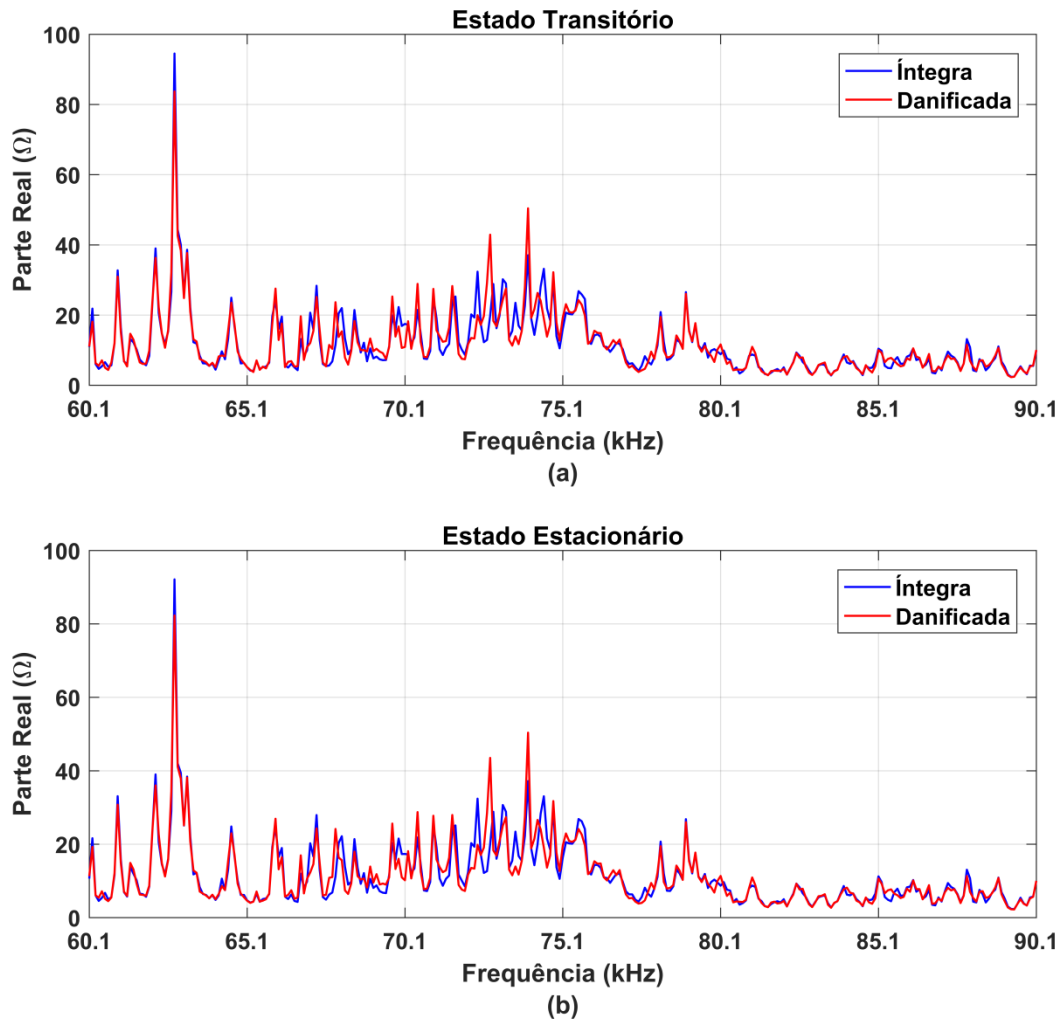 Estado Transitório
100
80
60
40
20
0
Parte Real (Ω)
Íntegra
Danificada
60.1 65.1 70.1 75.1 80.1 85.1 90.1
Frequência (kHz)
(a)
Estado Estacionário
100
80
60
40
20
0
Parte Real (Ω)
Íntegra
Danificada
60.1 65.1 70.1 75.1 80.1 85.1 90.1
Frequência (kHz)
(b)